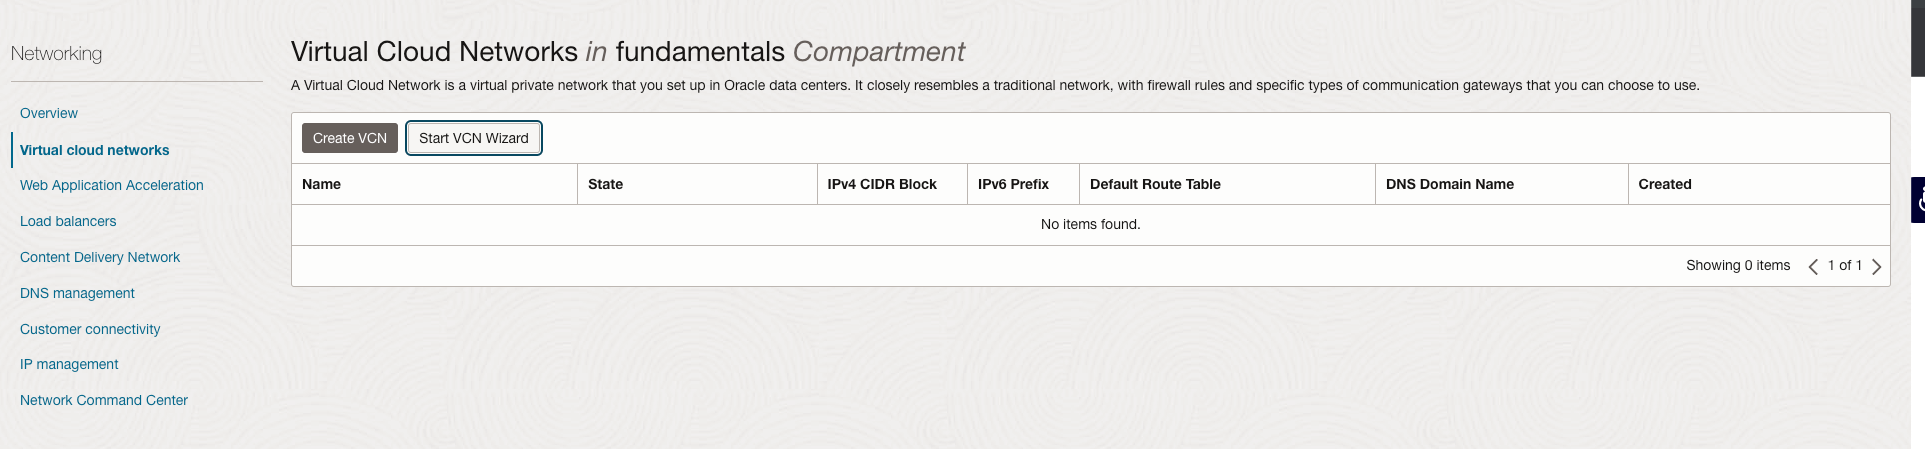 Networking
Overview
Virtual cloud networks
Web Application Acceleration
Load balancers
Content Delivery Network
DNS management
Customer connectivity
IP management
Network Command Center
Virtual Cloud Networks in fundamentals Compartment
A Virtual Cloud Network is a virtual private network that you set up in Oracle data centers. It closely resembles a traditional network, with firewall rules and specific types of communication gateways that you can choose to use.
Create VCN Start VCN Wizard
Name State IPv4 CIDR Block IPv6 Prefix Default Route Table DNS Domain Name Created
No items found.
Showing 0 items 1 of 1